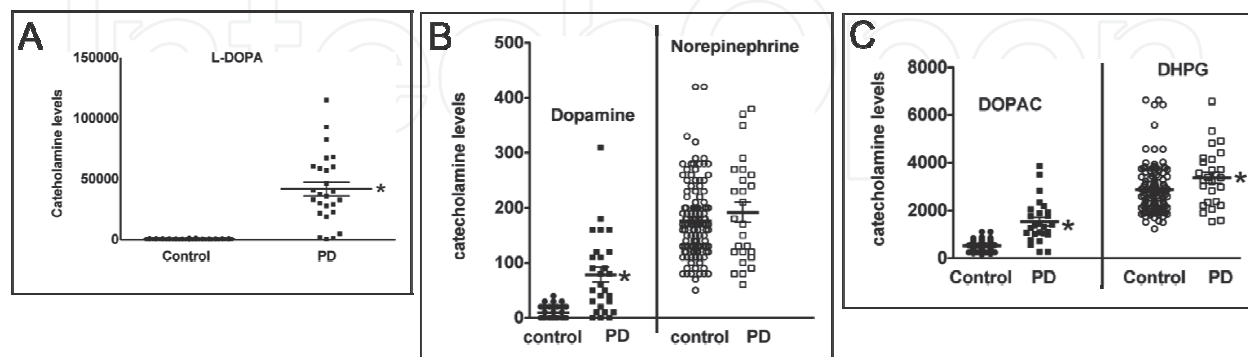 A
L-DOPA
Catecholamine levels
150000
100000
50000
0
Control
PD
*
B
catecholamine levels
500
400
300
200
100
0
Dopamine
Norepinephrine
*
control
PD
control
PD
C
catecholamine levels
8000
6000
4000
2000
0
DOPAC
DHPG
*
*
Control
PD
Control
PD